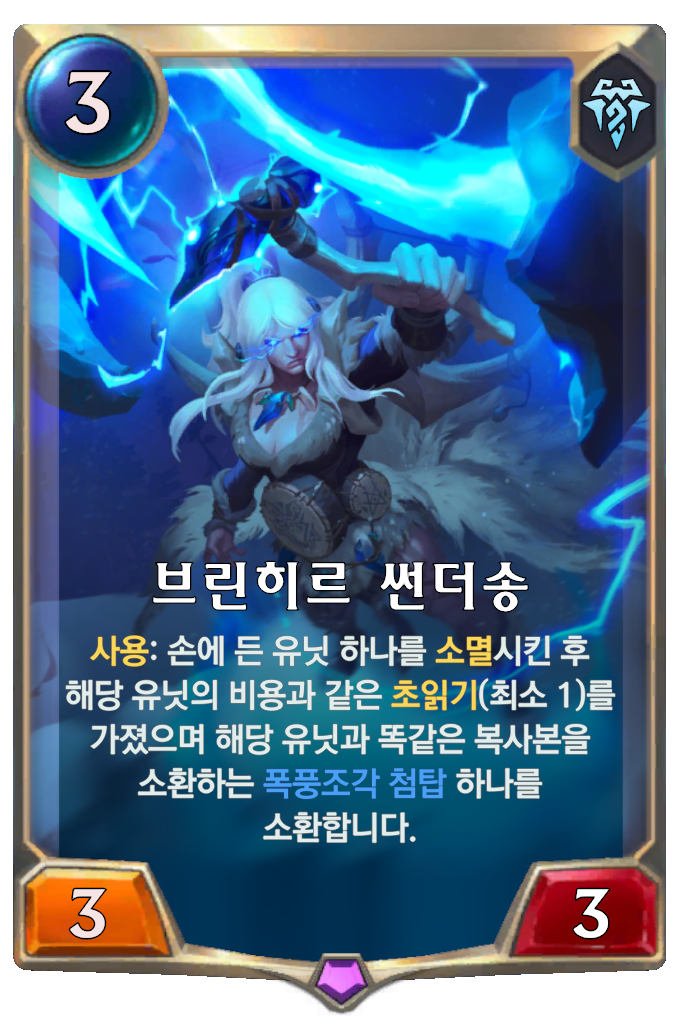 3
브린히르 썬더송
사용: 손에 든 유닛 하나를 소멸시킨 후
해당 유닛의 비용과 같은 초읽기(최소 1)를
가졌으며 해당 유닛과 똑같은 복사본을
소환하는 폭풍조각 첨탑 하나를
소환합니다.
3
3